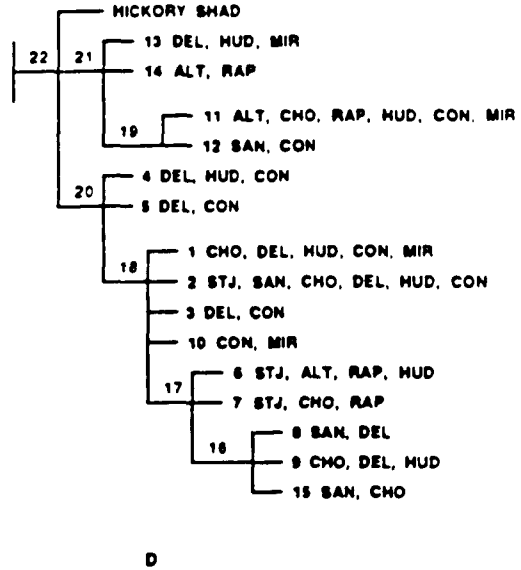 HICKORY SHAD
22 21 13 DEL, HUD, MIR
14 ALT, RAP
11 ALT, CHO, RAP, HUD, CON, MIR
19
12 SAN, CON
4 DEL, HUD, CON
20
5 DEL, CON
1 CHO, DEL, HUD, CON, MIR
18
2 STJ, SAN, CHO, DEL, HUD, CON
3 DEL, CON
10 CON, MIR
6 STJ, ALT, RAP, HUD
17
7 STJ, CHO, RAP
8 SAN, DEL
16
9 CHO, DEL, HUD
15 SAN, CHO
D